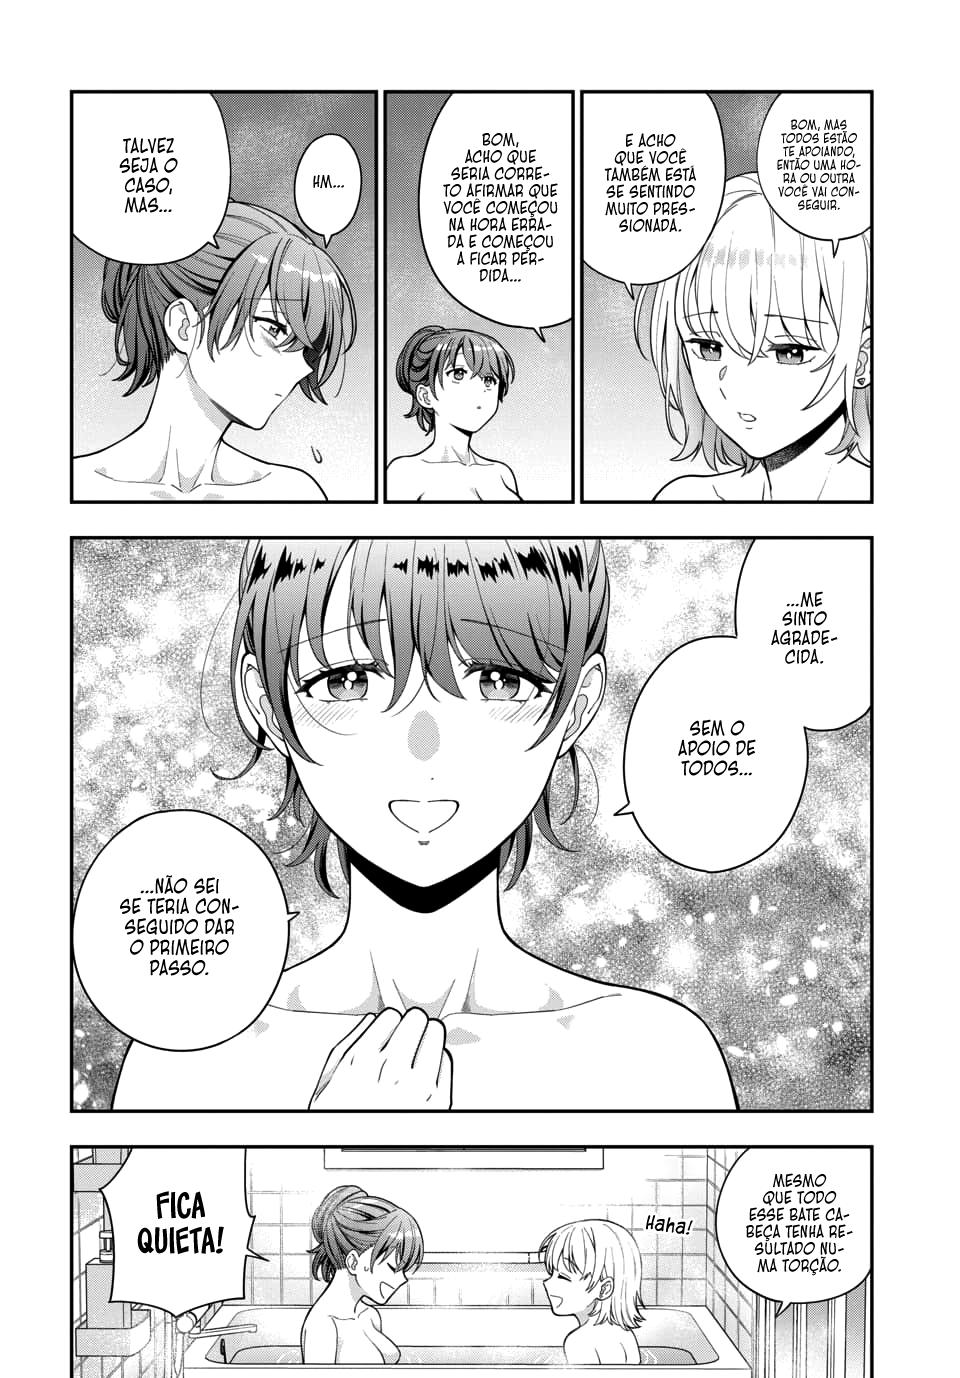 BOM, MAS
TODOS ESTÃO
TE APOIANDO,
ENTÃO UMA HO-
RA OU OUTRA
VOCÊ VAI CON-
SEGUIR.
E ACHO
QUE VOCÊ
TAMBÉM ESTÁ
SE SENTINDO
MUITO PRES-
SIONADA.
BOM,
ACHO QUE
SERIA CORRE-
TO AFIRMAR QUE
VOCÊ COMEÇOU
NA HORA ERRA-
DA E COMEÇOU
A FICAR PER-
DIDA...
HM...
TALVEZ
SEJA O
CASO,
MAS...
...ME
SINTO
AGRADE-
CIDA.
SEM O
APOIO DE
TODOS...
...NÃO SEI
SE TERIA CON-
SEGUIDO DAR
O PRIMEIRO
PASSO.
MESMO
QUE TODO
ESSE BATE CA-
BEÇA TENHA RE-
SULTADO NU-
MA TORÇÃO.
Haha!
FICA
QUIETA!